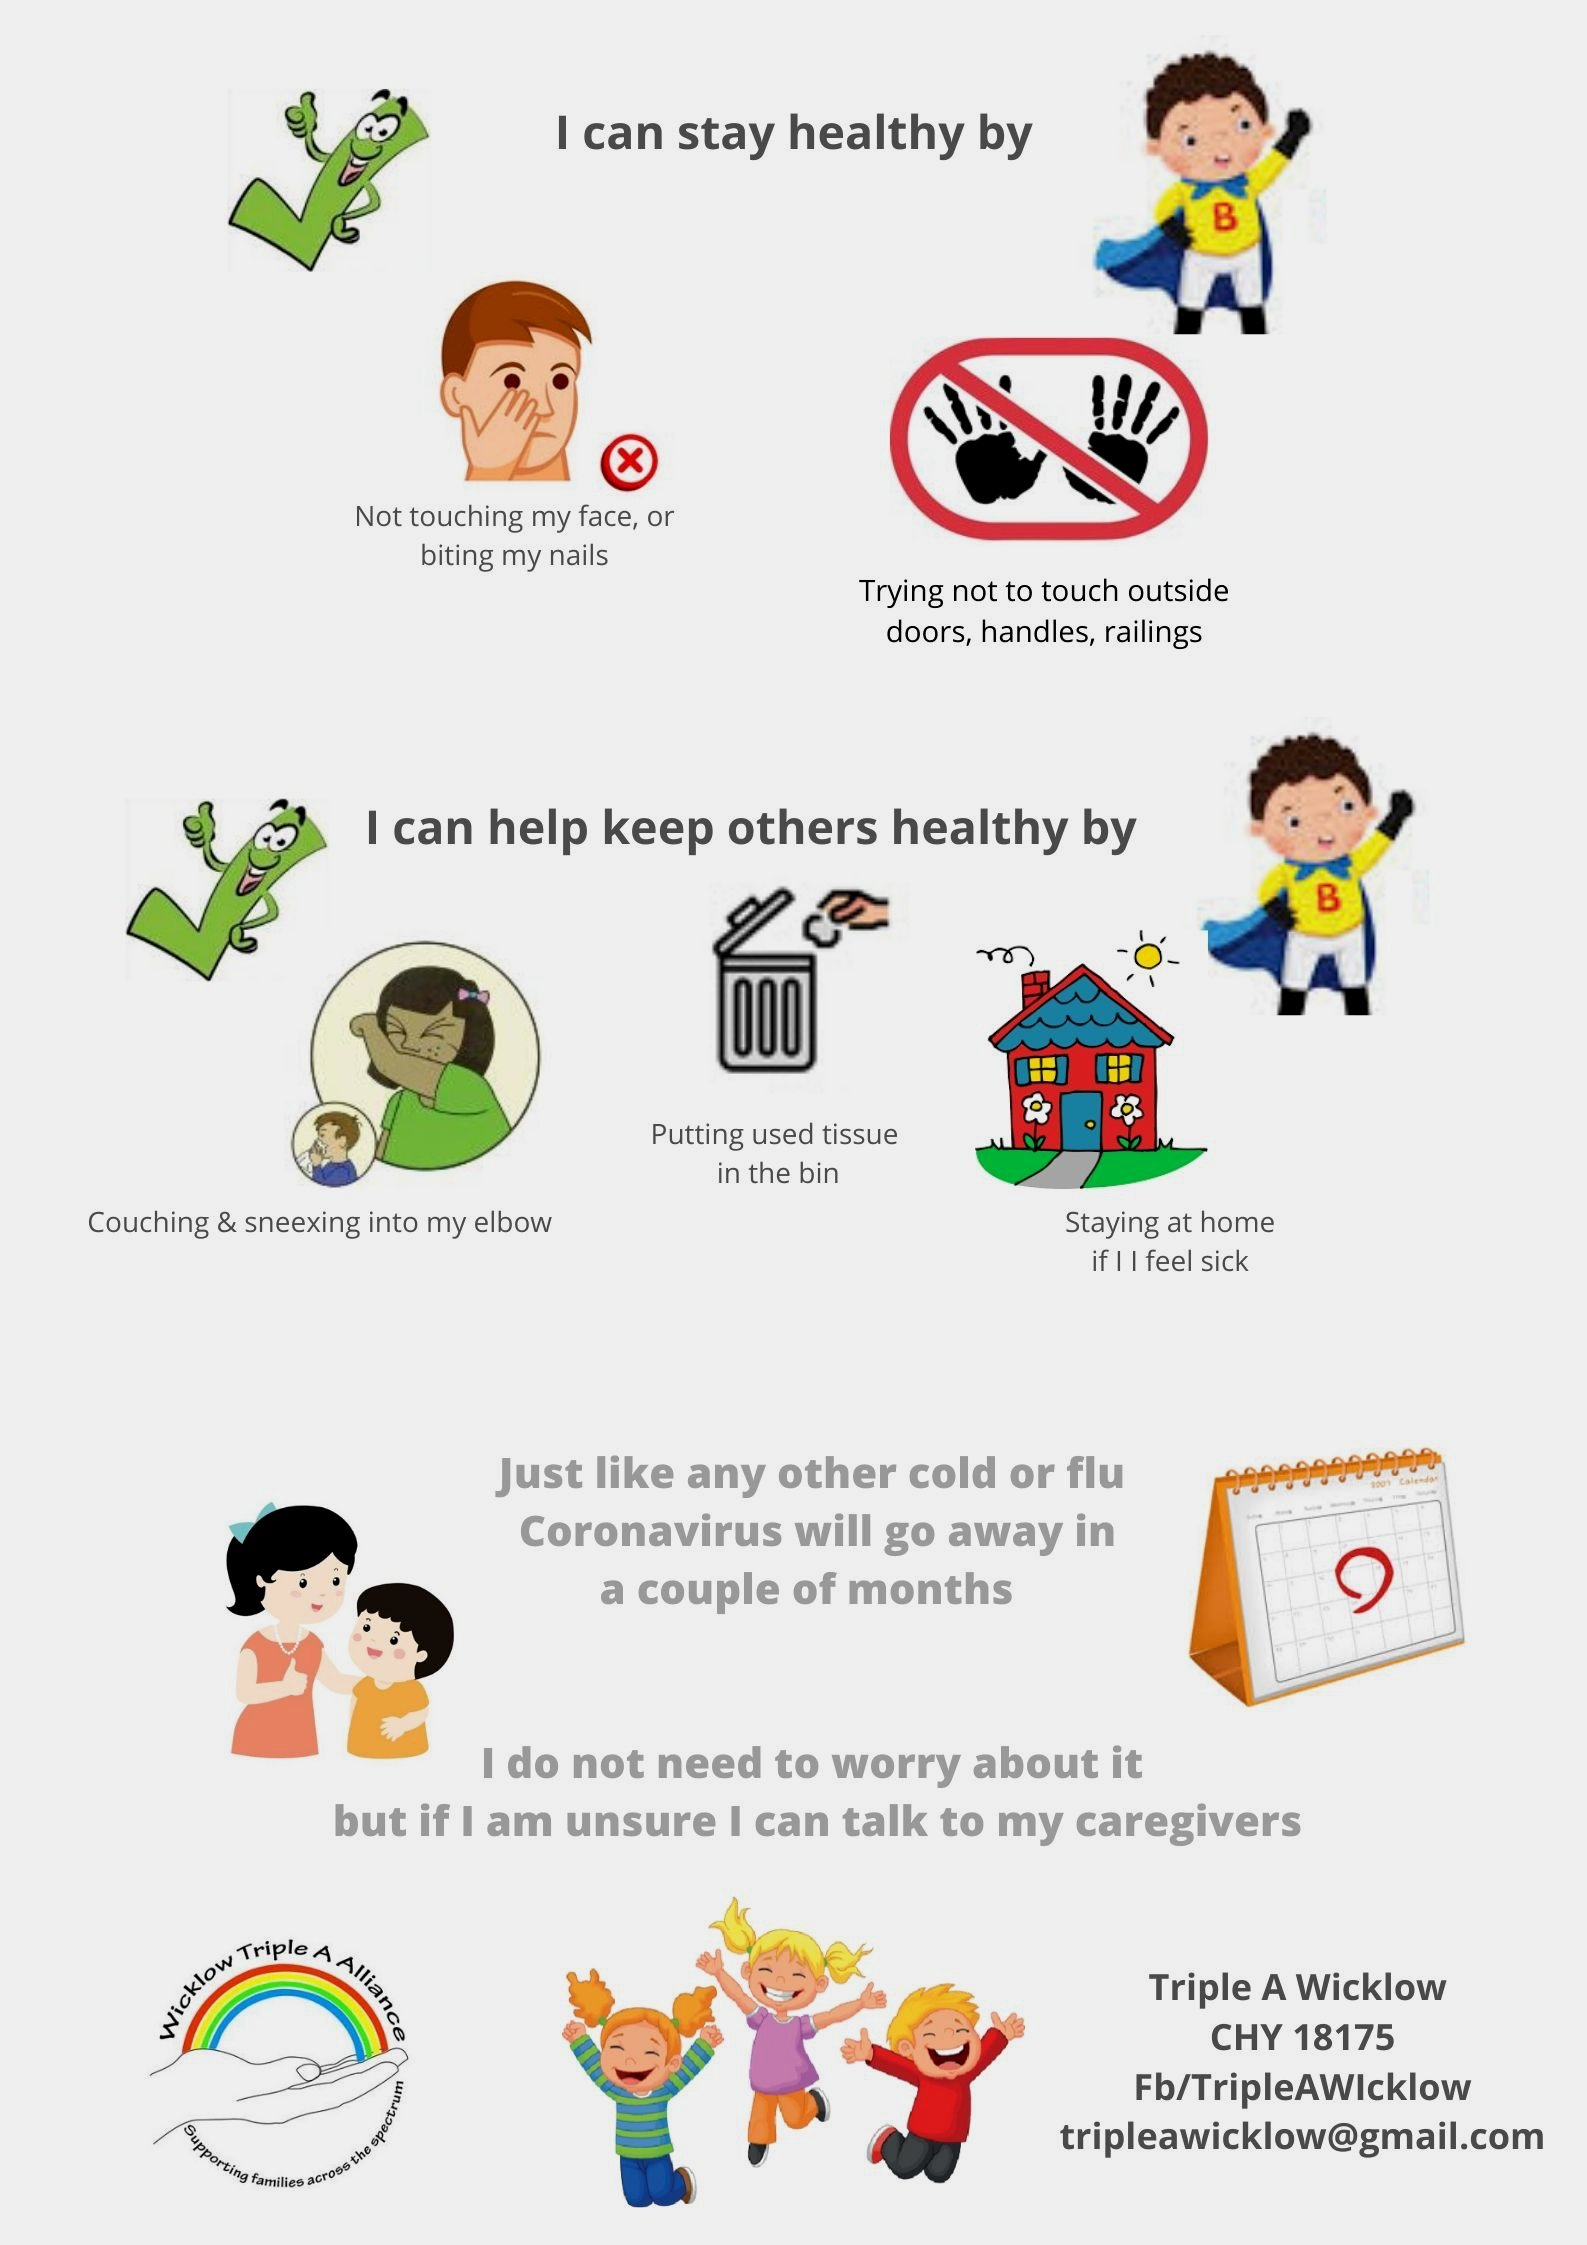 I can stay healthy by
B
Not touching my face, or
biting my nails
Trying not to touch outside
doors, handles, railings
I can help keep others healthy by
B
Putting used tissue
in the bin
Couching & sneexing into my elbow
Staying at home
if I I feel sick
Just like any other cold or flu
Coronavirus will go away in
a couple of months
Calendar
I do not need to worry about it
but if I am unsure I can talk to my caregivers
Wicklow Triple A Alliance
Supporting families across the spectrum
Triple A Wicklow
CHY 18175
Fb/TripleAWIcklow
tripleawicklow@gmail.com